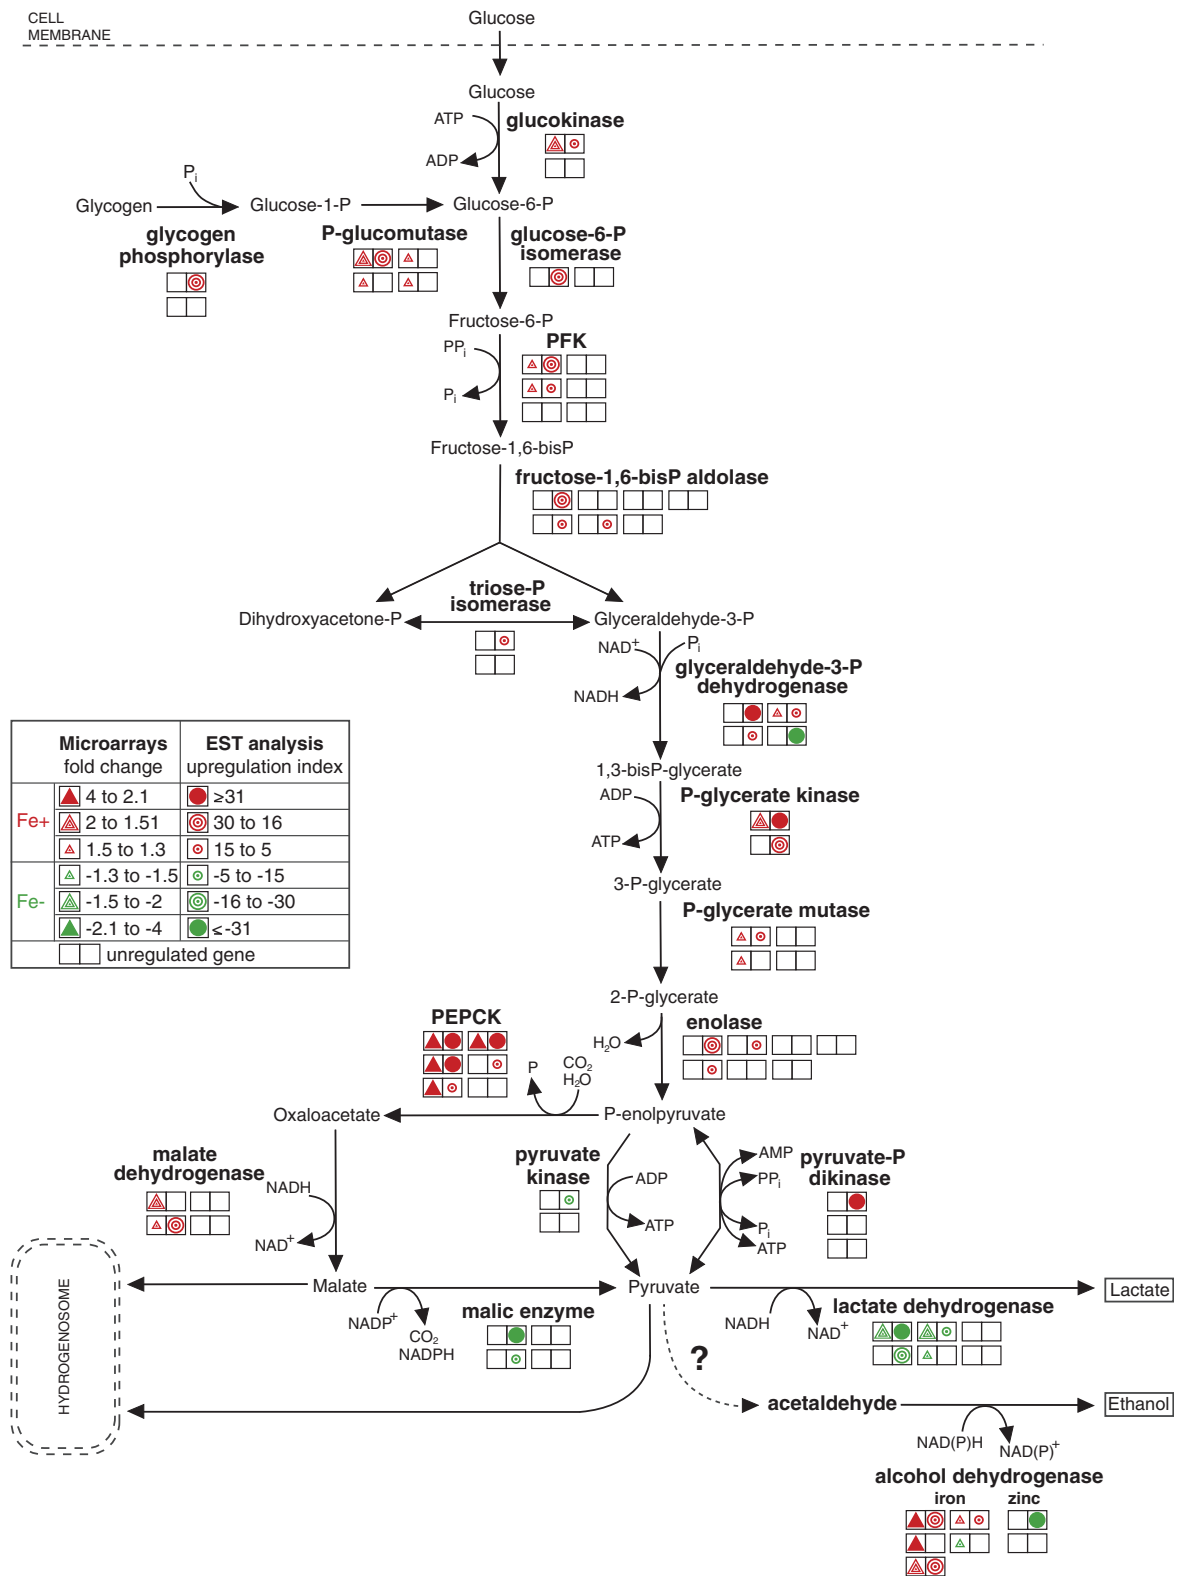 CELL
MEMBRANE
Glucose
Glucose
ATP
glucokinase
ADP
Pi
Glycogen
Glucose-1-P
Glucose-6-P
glycogen
phosphorylase
P-glucomutase
glucose-6-P
isomerase
Fructose-6-P
PPi
PFK
Pi
Fructose-1,6-bisP
fructose-1,6-bisP aldolase
triose-P
isomerase
Dihydroxyacetone-P
Glyceraldehyde-3-P
NAD+
Pi
NADH
glyceraldehyde-3-P
dehydrogenase
Microarrays EST analysis
fold change upregulation index
Fe+
4 to 2.1 ≥31
2 to 1.51 30 to 16
1.5 to 1.3 15 to 5
Fe-
-1.3 to -1.5 -5 to -15
-1.5 to -2 -16 to -30
-2.1 to -4 ≤-31
unregulated gene
1,3-bisP-glycerate
ADP
P-glycerate kinase
ATP
3-P-glycerate
P-glycerate mutase
2-P-glycerate
PEPCK
enolase
H2O
P
CO2
H2O
Oxaloacetate
P-enolpyruvate
malate
dehydrogenase
NADH
NAD+
pyruvate
kinase
ADP
ATP
AMP
PPi
Pi
ATP
pyruvate-P
dikinase
HYDROGENOSOME
Malate
Pyruvate
Lactate
NADP+
CO2
NADPH
malic enzyme
NADH
NAD+
lactate dehydrogenase
?
acetaldehyde
Ethanol
NAD(P)H
NAD(P)+
alcohol dehydrogenase
iron zinc